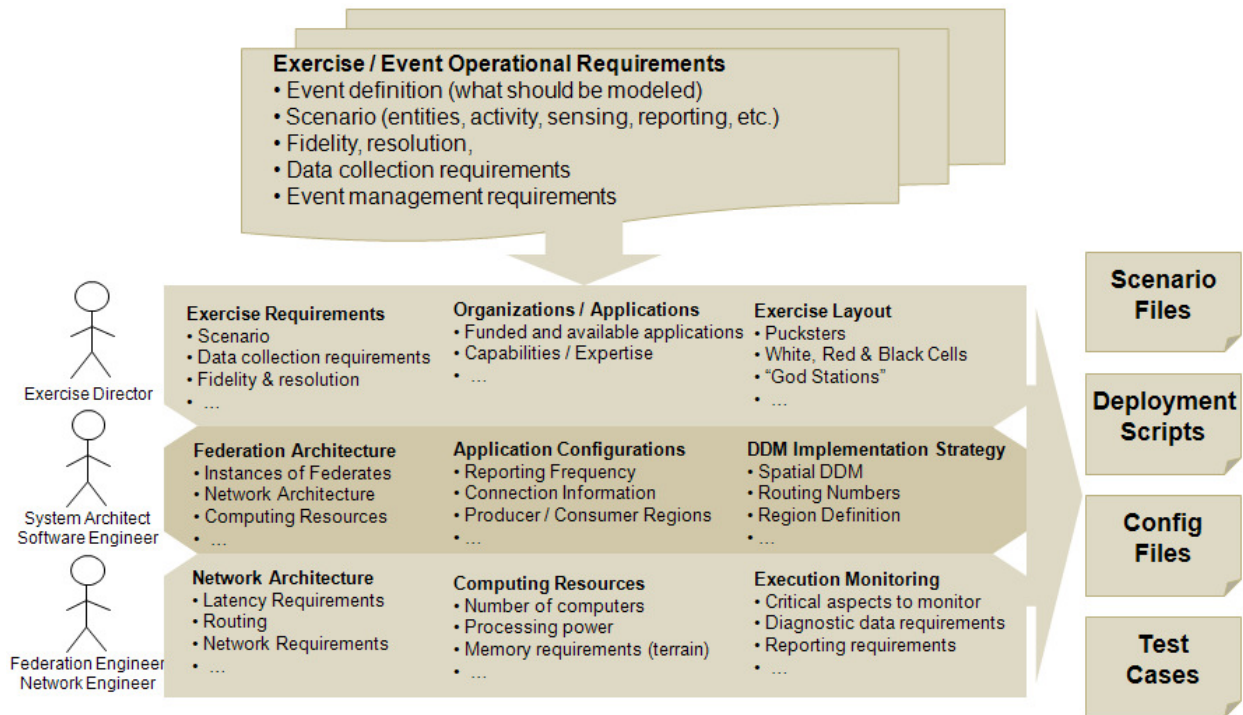 Exercise / Event Operational Requirements
• Event definition (what should be modeled)
• Scenario (entities, activity, sensing, reporting, etc.)
• Fidelity, resolution,
• Data collection requirements
• Event management requirements
Exercise Director
Exercise Requirements
• Scenario
• Data collection requirements
• Fidelity & resolution
• ...
Organizations / Applications
• Funded and available applications
• Capabilities / Expertise
• ...
Exercise Layout
• Pucksters
• White, Red & Black Cells
• “God Stations”
• ...
System Architect
Software Engineer
Federation Architecture
• Instances of Federates
• Network Architecture
• Computing Resources
• ...
Application Configurations
• Reporting Frequency
• Connection Information
• Producer / Consumer Regions
• ...
DDM Implementation Strategy
• Spatial DDM
• Routing Numbers
• Region Definition
• ...
Federation Engineer
Network Engineer
Network Architecture
• Latency Requirements
• Routing
• Network Requirements
• ...
Computing Resources
• Number of computers
• Processing power
• Memory requirements (terrain)
• ...
Execution Monitoring
• Critical aspects to monitor
• Diagnostic data requirements
• Reporting requirements
• ...
Scenario
Files
Deployment
Scripts
Config
Files
Test
Cases